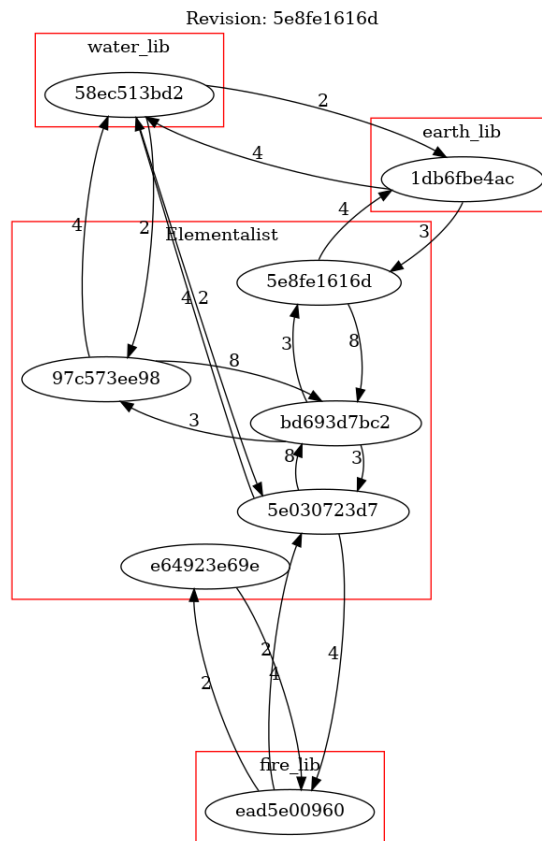 Revision: 5e8fe1616d
water_lib
58ec513bd2
2
earth_lib
4
1db6fbe4ac
4
2
4
3
Elementalist
5e8fe1616d
4 2
3
8
97c573ee98
8
bd693d7bc2
3
8
3
5e030723d7
e64923e69e
2
4
4
2
fire_lib
ead5e00960